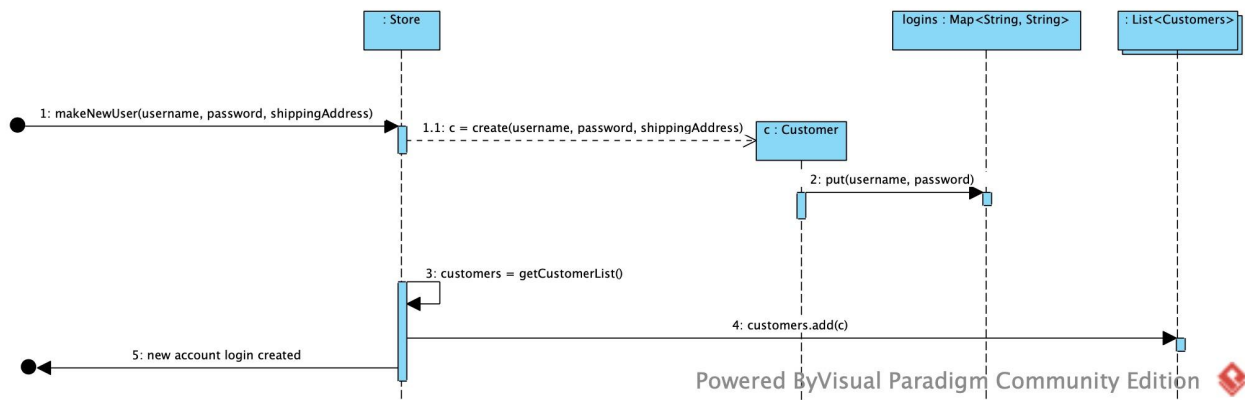 : Store
logins : Map<String, String>
: List<Customers>
1: makeNewUser(username, password, shippingAddress)
1.1: c = create(username, password, shippingAddress)
c : Customer
2: put(username, password)
3: customers = getCustomerList()
4: customers.add(c)
5: new account login created
Powered ByVisual Paradigm Community Edition